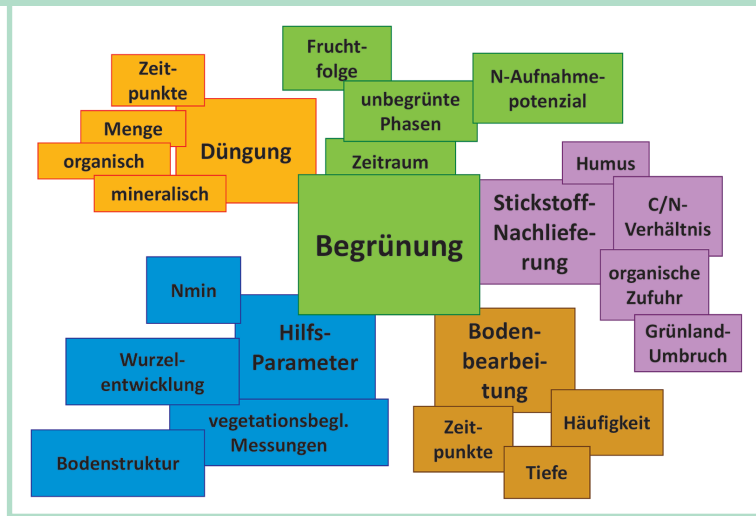 Zeit-
punkte
Menge
organisch
mineralisch
Düngung
Frucht-
folge
unbegrünte
Phasen
N-Aufnahme-
potenzial
Zeitraum
Begrünung
Humus
Stickstoff-
Nachliefe-
rung
C/N-
Verhältnis
organische
Zufuhr
Grünland-
Umbruch
Nmin
Hilfs-
Parameter
Wurzel-
entwicklung
vegetationsbegl.
Messungen
Bodenstruktur
Boden-
bearbei-
tung
Häufigkeit
Zeit-
punkte
Tiefe